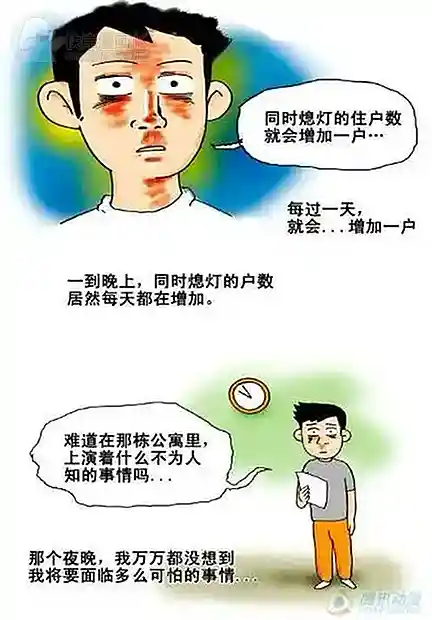 同时熄灯的住户数
就会增加一户…
每过一天,
就会...增加一户
一到晚上，同时熄灯的户数
居然每天都在增加。
难道在那栋公寓里，
上演着什么不为人
知的事情吗...
那个夜晚，我万万都没想到
我将要面临多么可怕的事情...
腾讯动漫